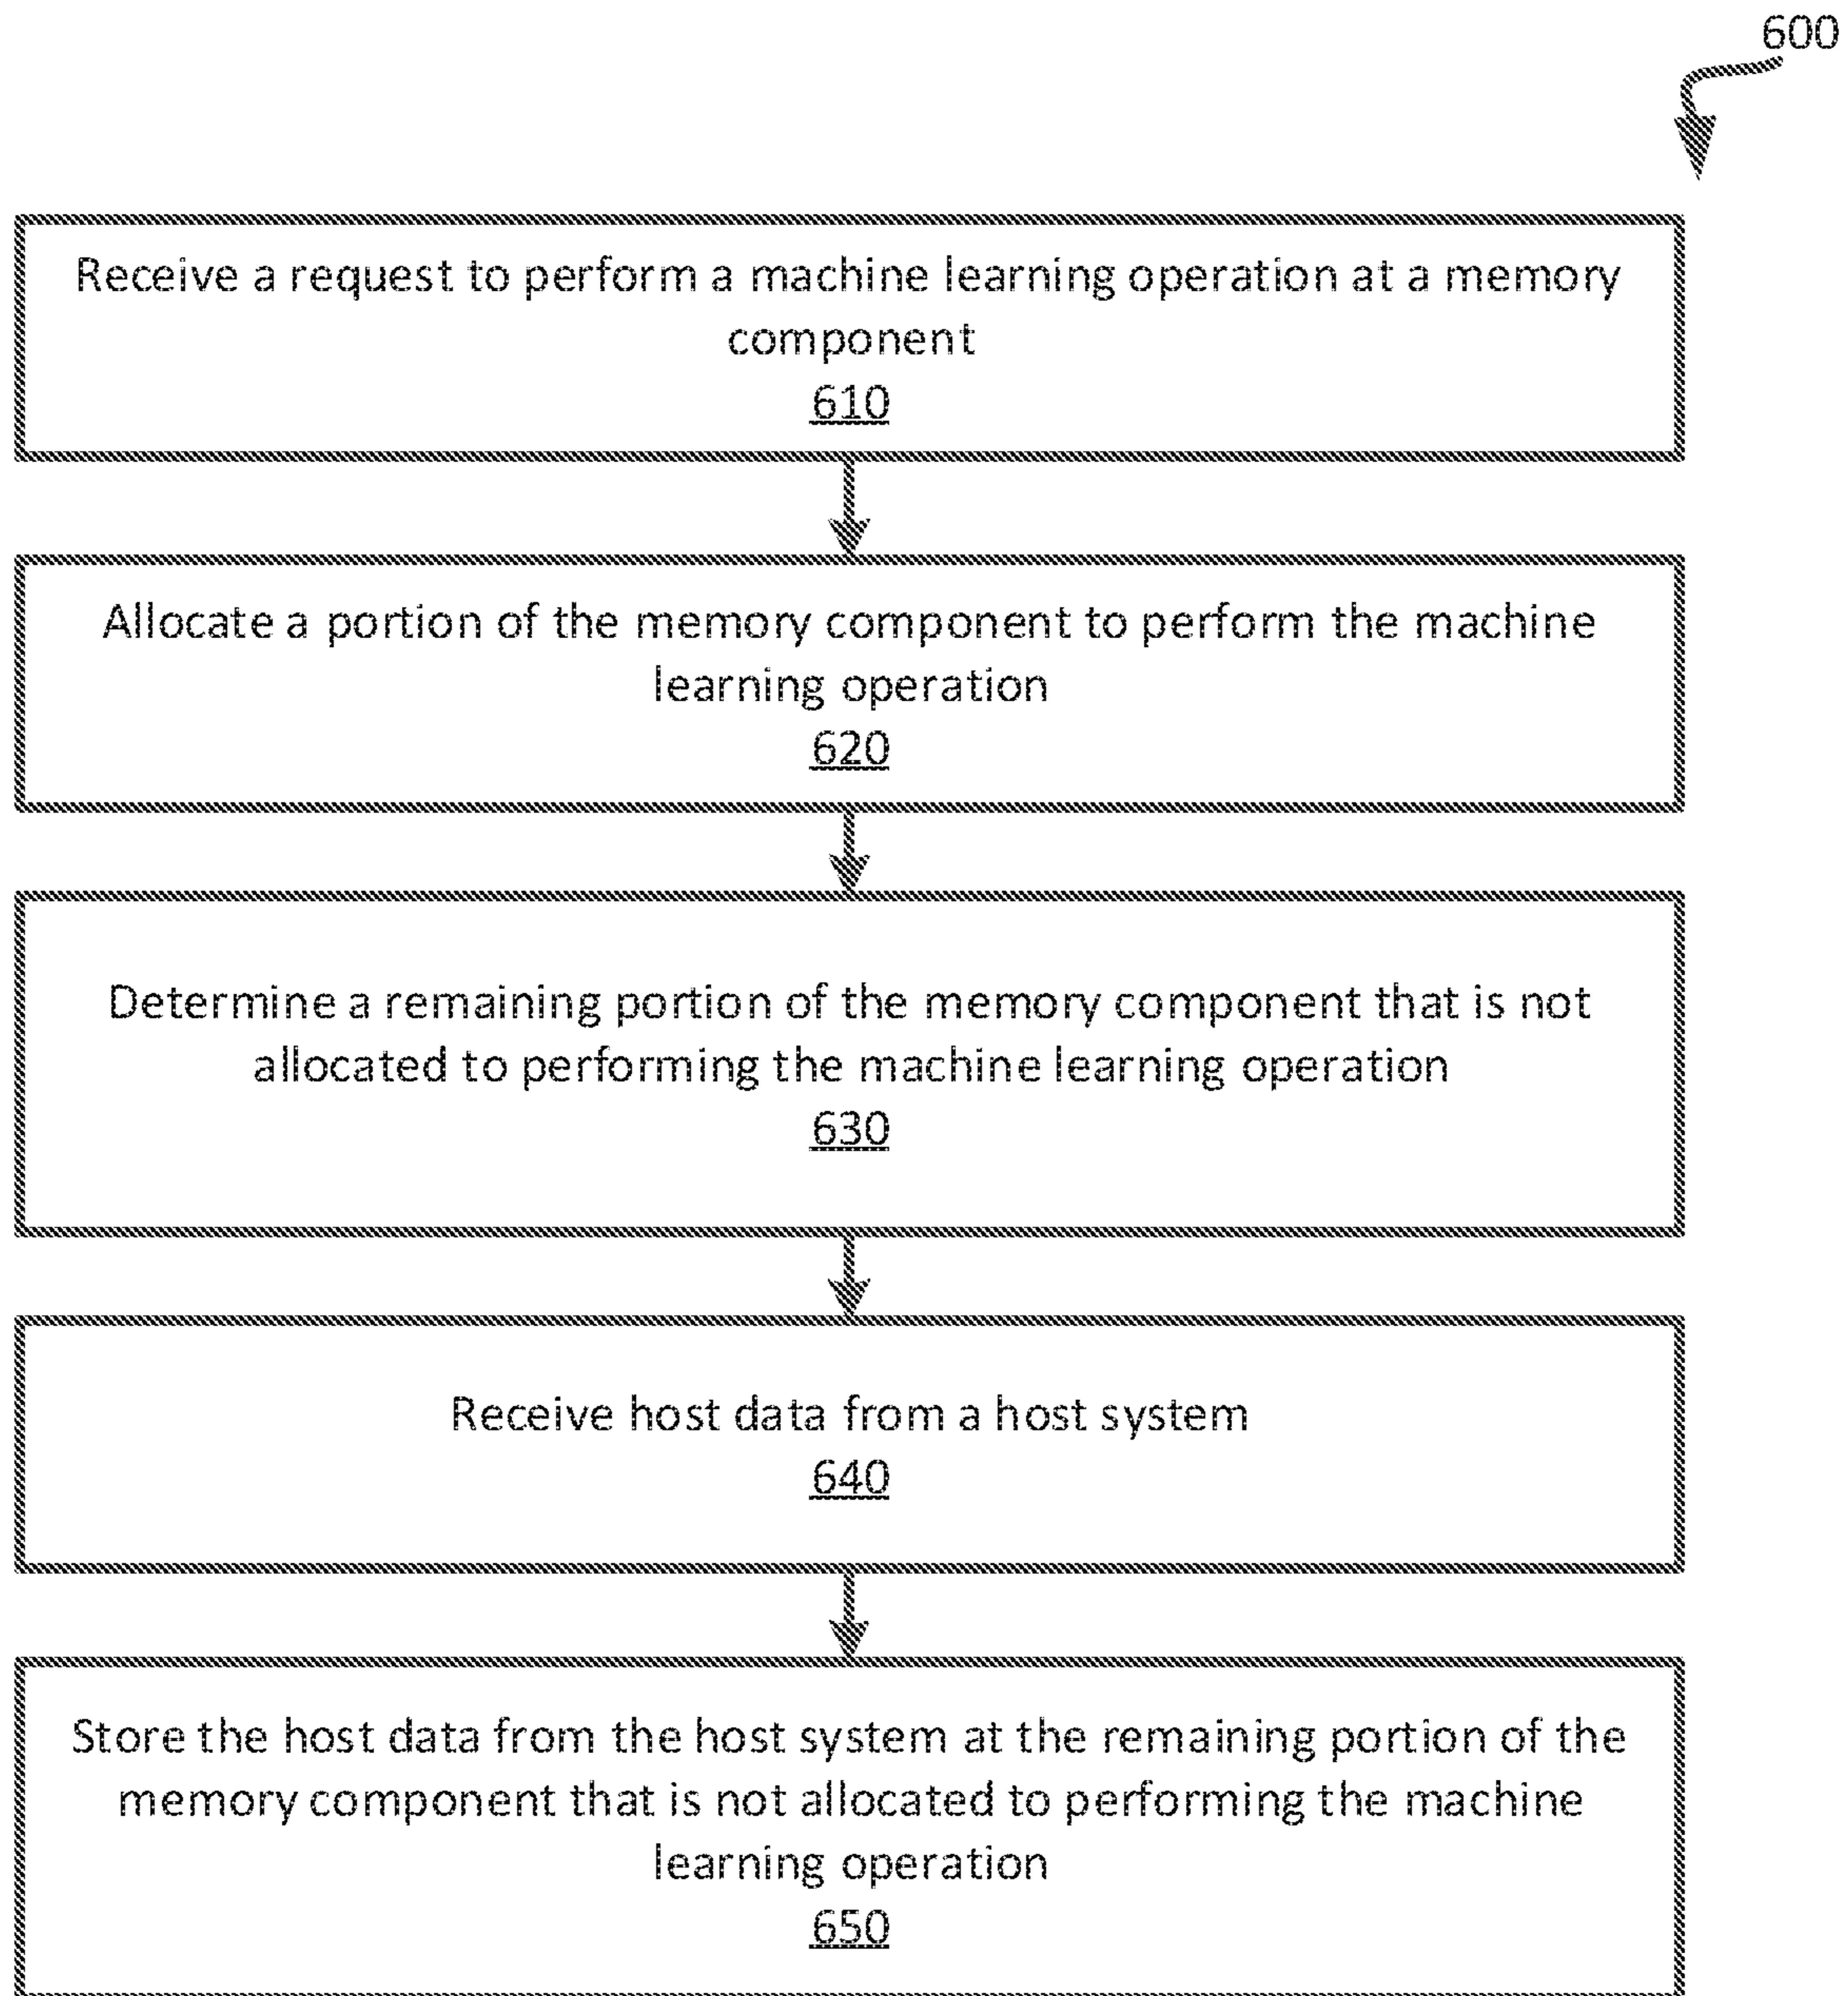 600
Receive a request to perform a machine learning operation at a memory
component
610
Allocate a portion of the memory component to perform the machine
learning operation
620
Determine a remaining portion of the memory component that is not
allocated to performing the machine learning operation
630
Receive host data from a host system
640
Store the host data from the host system at the remaining portion of the
memory component that is not allocated to performing the machine
learning operation
650